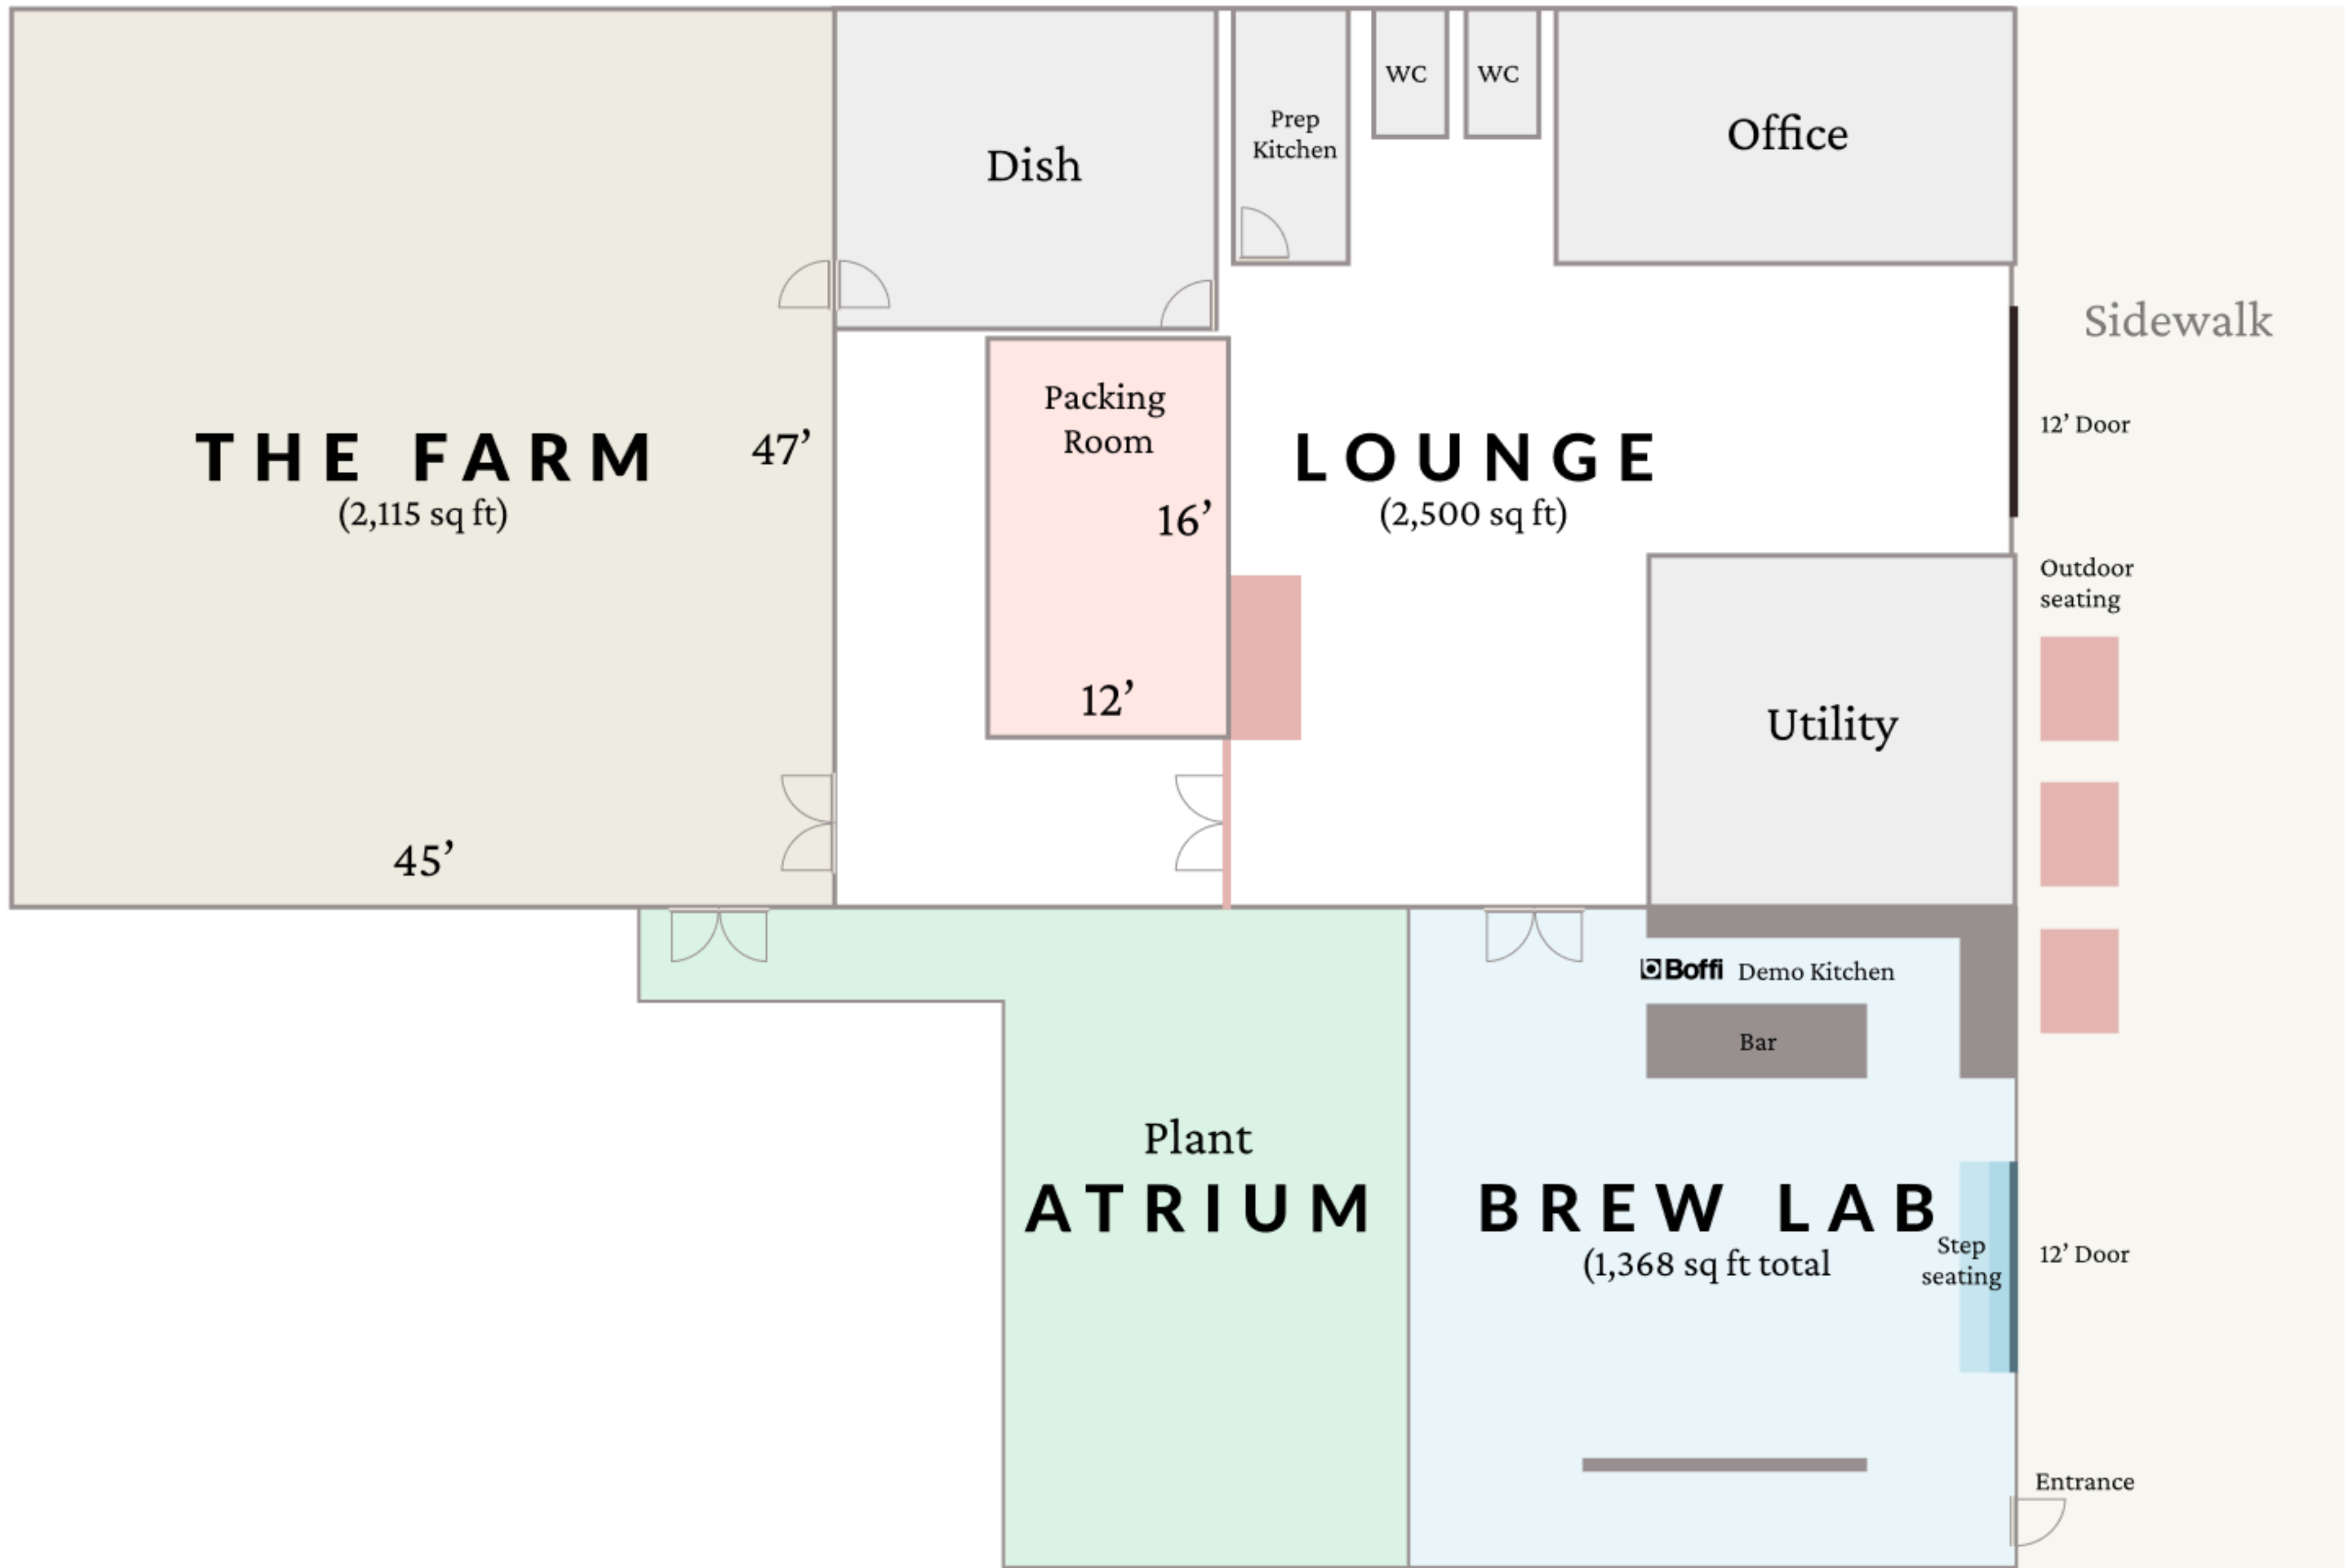 Dish
Prep
Kitchen
WC
WC
Office
Sidewalk
THE FARM
(2,115 sq ft)
47’
45’
Packing
Room
16’
12’
LOUNGE
(2,500 sq ft)
12’ Door
Outdoor
seating
Utility
Boffi Demo Kitchen
Bar
Plant
ATRIUM
BREW LAB
(1,368 sq ft total
Step
seating
12’ Door
Entrance